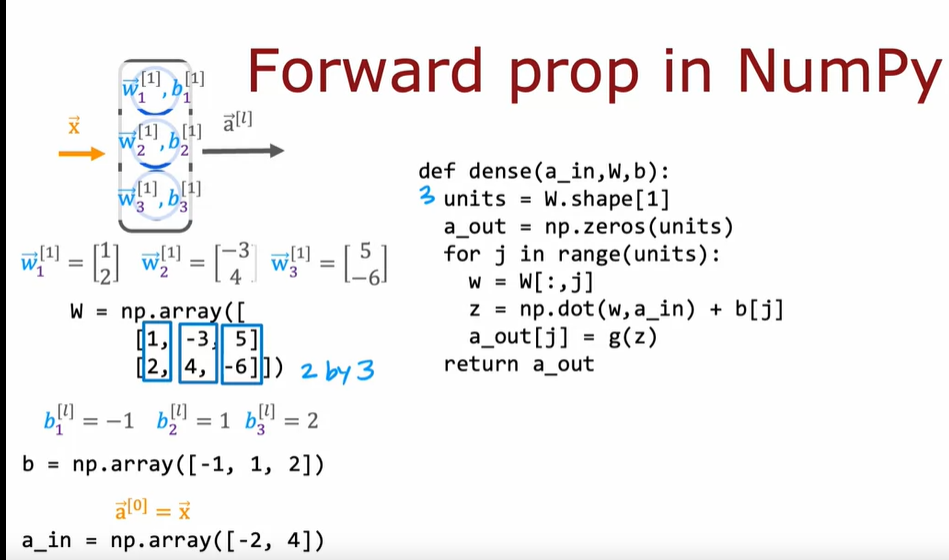 Forward prop in NumPy
w⃗₁^[1], b₁^[1]
x⃗
w⃗₂^[1], b₂^[1]
a⃗^[l]
w⃗₃^[1], b₃^[1]
w⃗₁^[1] = [1 2] w⃗₂^[1] = [−3 4] w⃗₃^[1] = [5 −6]
W = np.array([
[1, -3, 5]
[2, 4, -6]]) 2 by 3
b₁^[l] = −1 b₂^[l] = 1 b₃^[l] = 2
b = np.array([-1, 1, 2])
a⃗^[0] = x⃗
a_in = np.array([-2, 4])
def dense(a_in,W,b):
3 units = W.shape[1]
a_out = np.zeros(units)
for j in range(units):
w = W[:,j]
z = np.dot(w,a_in) + b[j]
a_out[j] = g(z)
return a_out